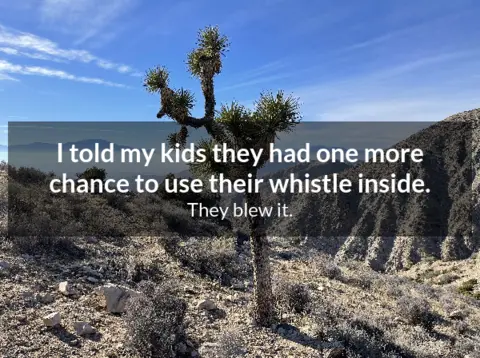 I told my kids they had one more
chance to use their whistle inside.
They blew it.